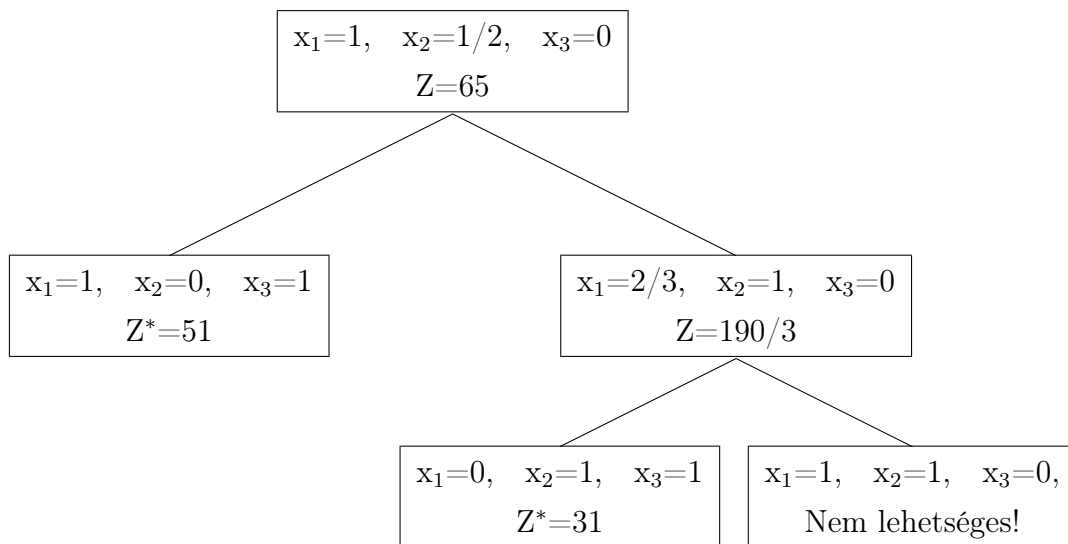 x₁=1, x₂=1/2, x₃=0
Z=65
x₁=1, x₂=0, x₃=1
Z*=51
x₁=2/3, x₂=1, x₃=0
Z=190/3
x₁=0, x₂=1, x₃=1
Z*=31
x₁=1, x₂=1, x₃=0,
Nem lehetséges!